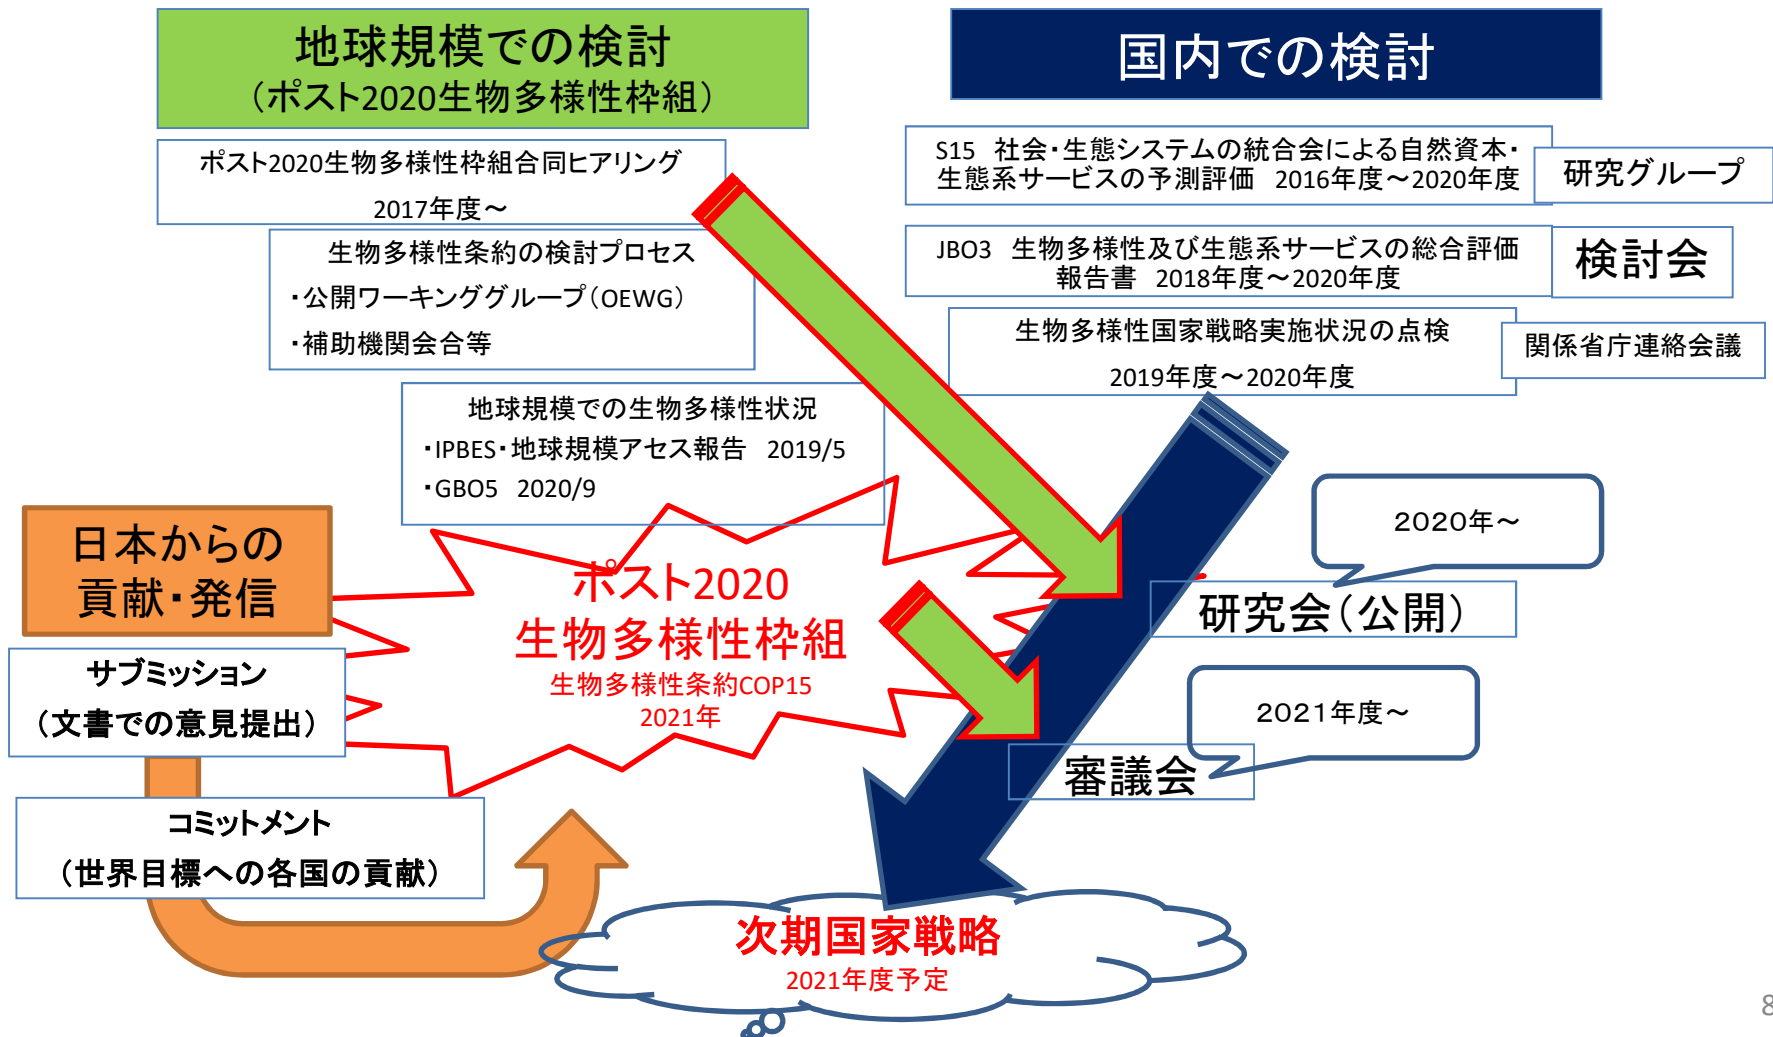 地球規模での検討
（ポスト2020生物多様性枠組）
ポスト2020生物多様性枠組合同ヒアリング
2017年度～
生物多様性条約の検討プロセス
・公開ワーキンググループ（OEWG）
・補助機関会合等
地球規模での生物多様性状況
・IPBES・地球規模アセス報告　2019/5
・GBO5　2020/9
国内での検討
S15　社会・生態システムの統合会による自然資本・
生態系サービスの予測評価　2016年度～2020年度
研究グループ
JBO3　生物多様性及び生態系サービスの総合評価
報告書　2018年度～2020年度
検討会
生物多様性国家戦略実施状況の点検
2019年度～2020年度
関係省庁連絡会議
日本からの
貢献・発信
サブミッション
（文書での意見提出）
コミットメント
（世界目標への各国の貢献）
ポスト2020
生物多様性枠組
生物多様性条約COP15
2021年
2020年～
研究会（公開）
2021年度～
審議会
次期国家戦略
2021年度予定
8